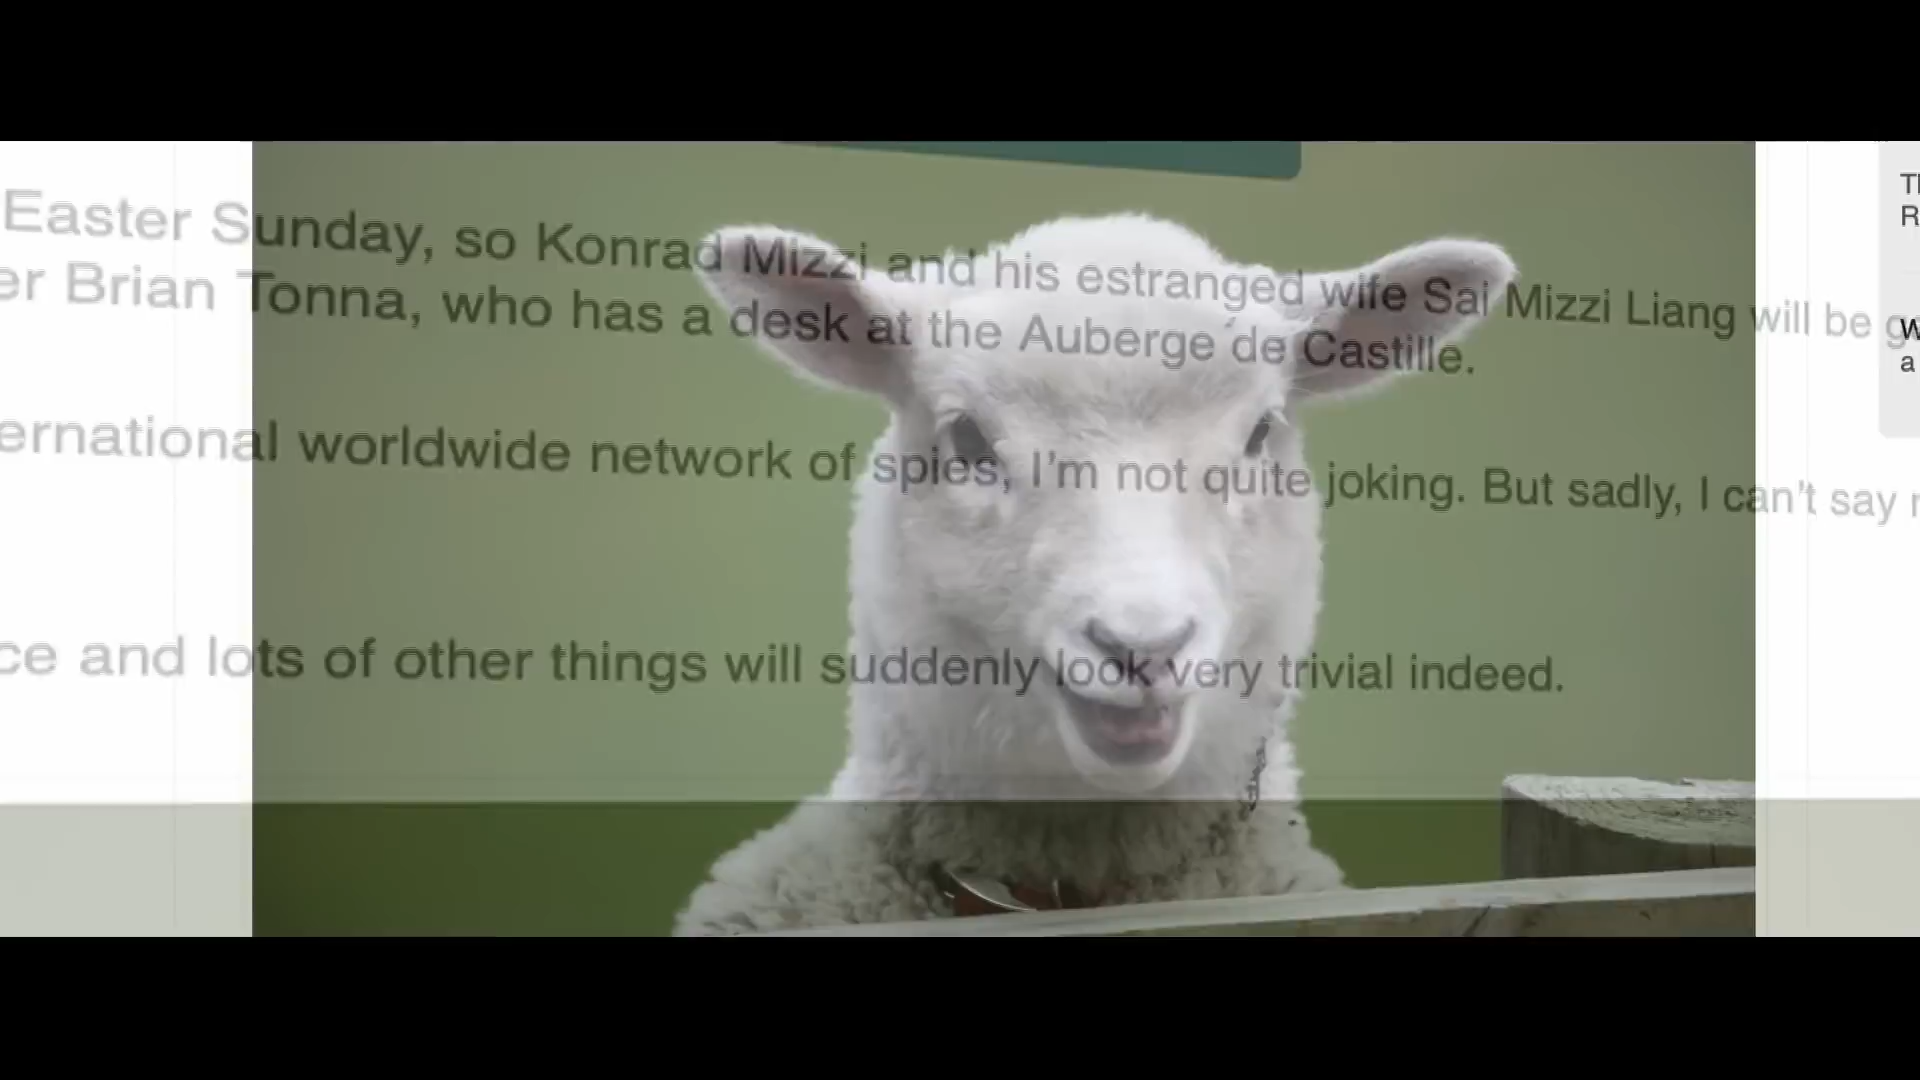 Easter Sunday, so Konrad Mizzi and his estranged wife Sai Mizzi Liang will be
er Brian Tonna, who has a desk at the Auberge de Castille.
ernational worldwide network of spies, I'm not quite joking. But sadly, I can't say
ce and lots of other things will suddenly look very trivial indeed.